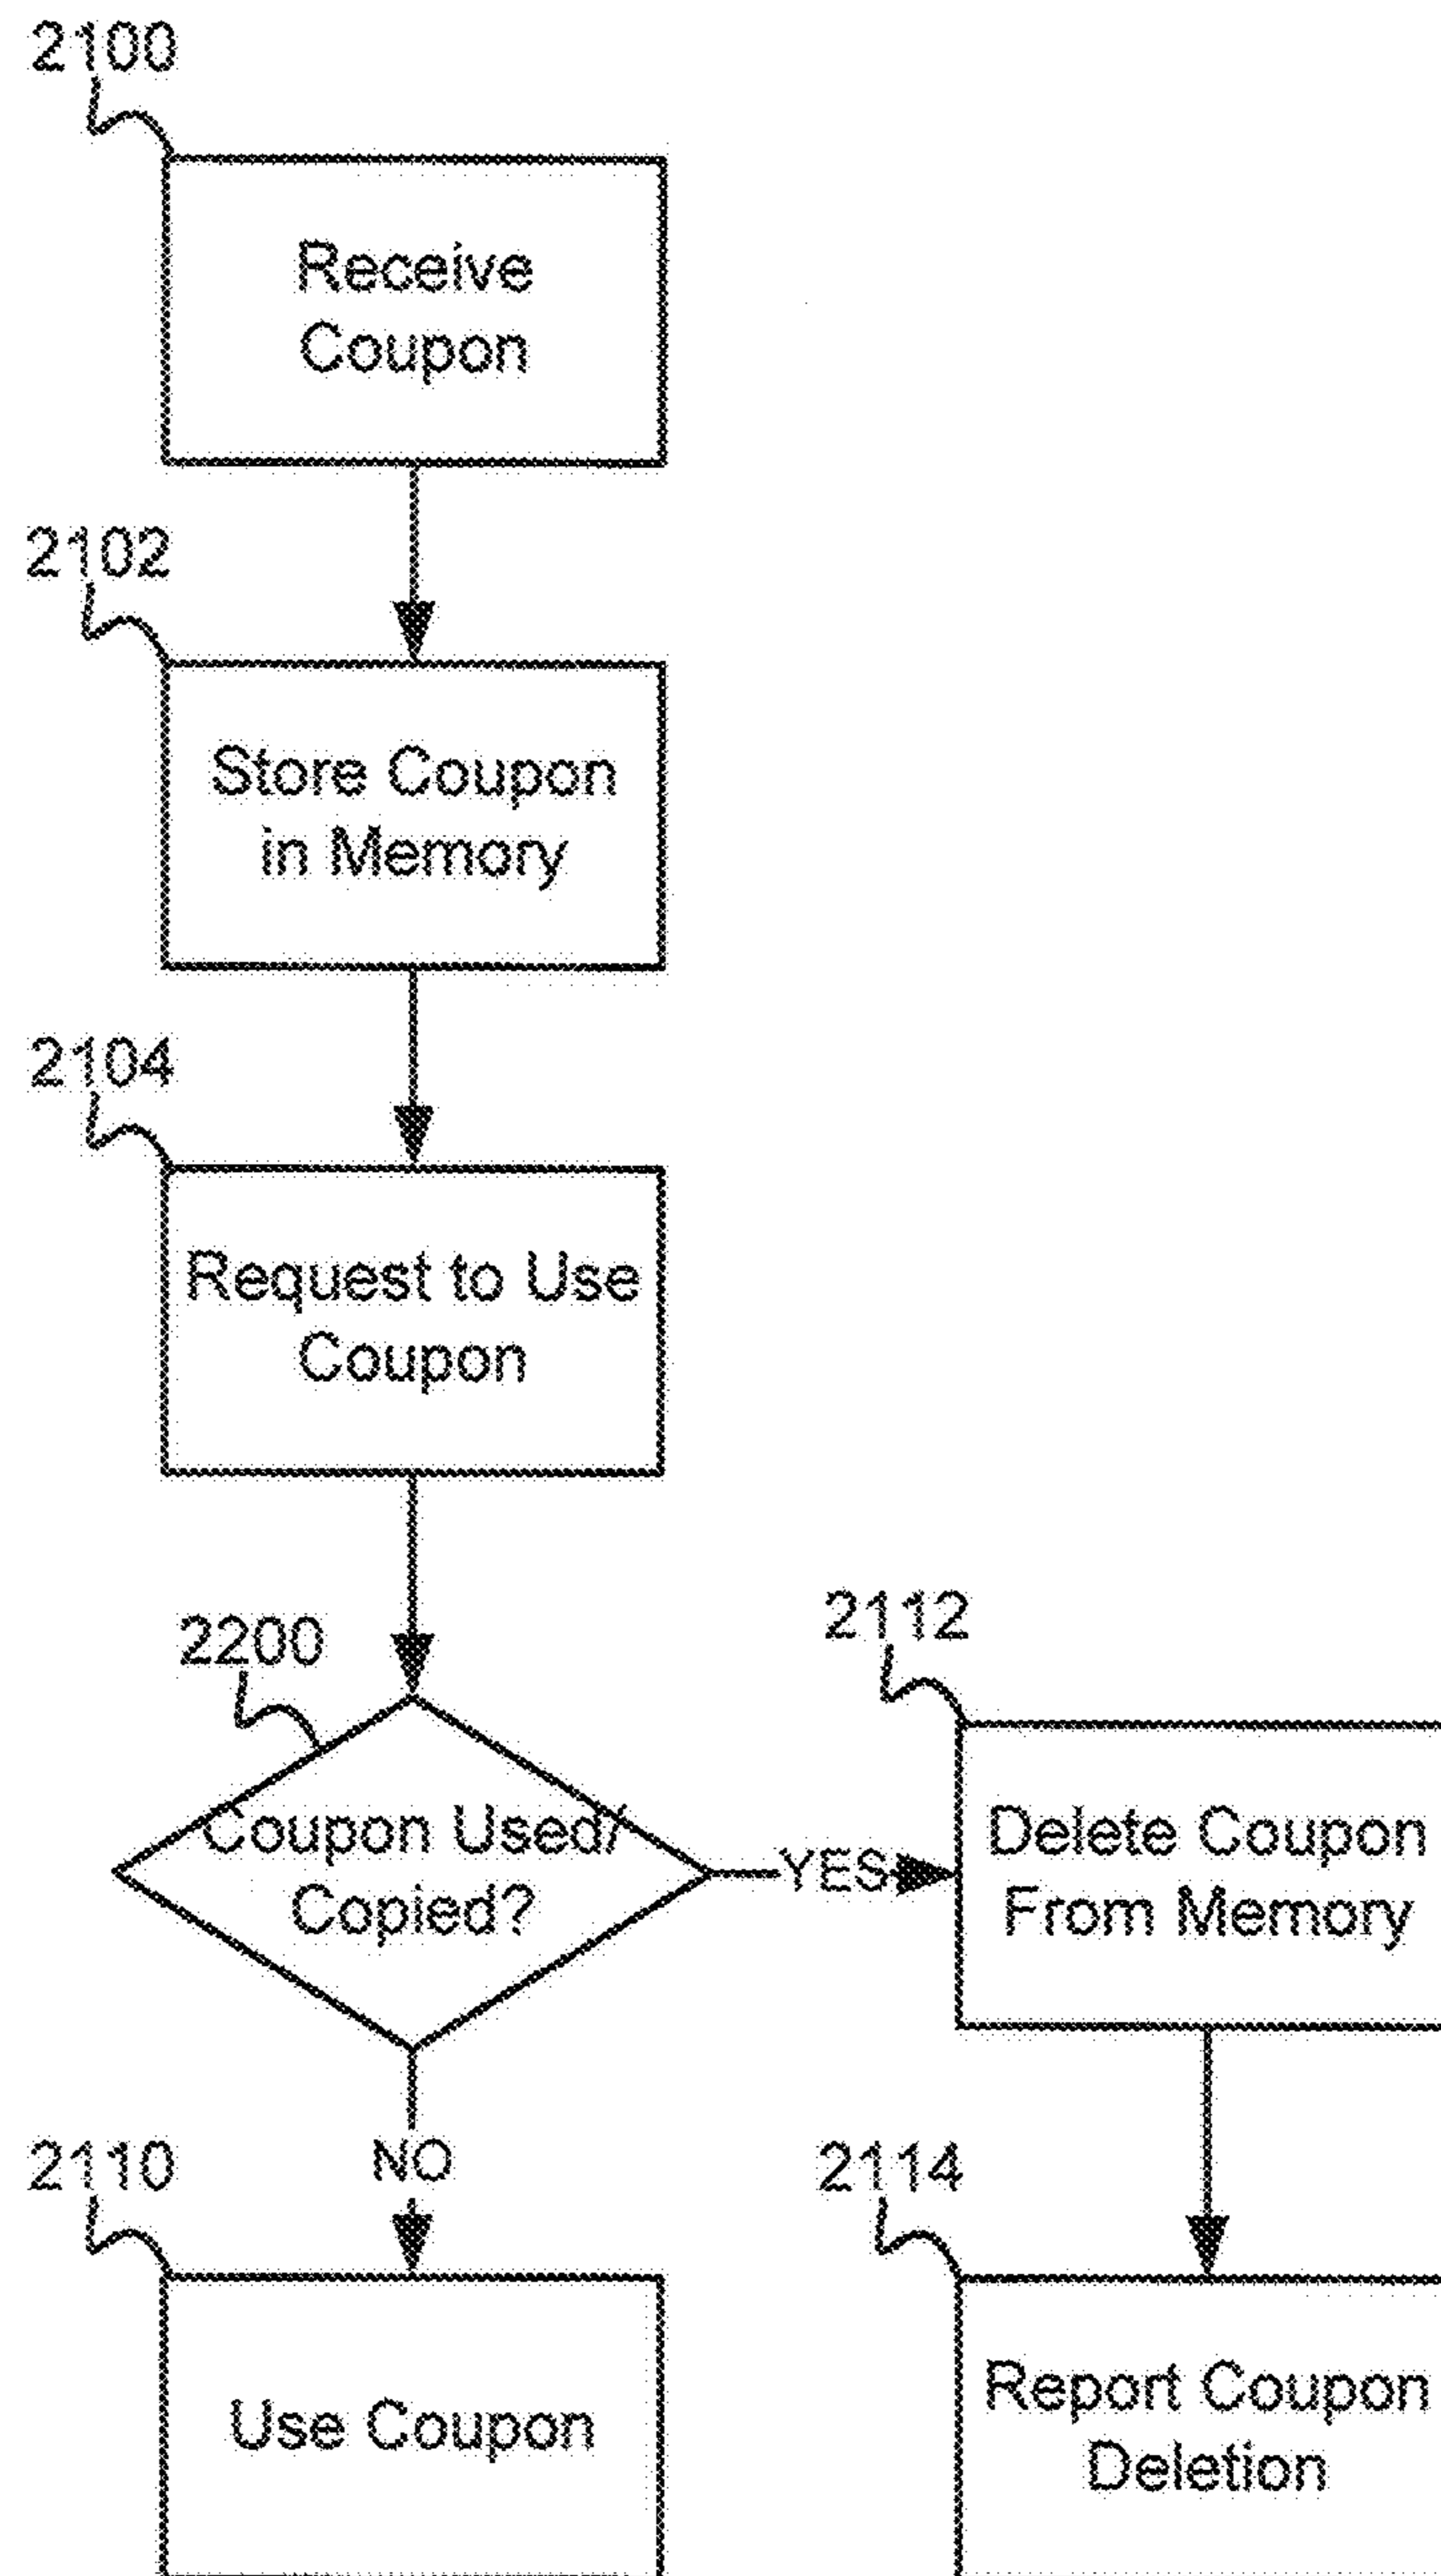 2100
Receive
Coupon
2102
Store Coupon
in Memory
2104
Request to Use
Coupon
2200
Coupon Used/
Copied?
YES
2112
Delete Coupon
From Memory
NO
2110
Use Coupon
2114
Report Coupon
Deletion